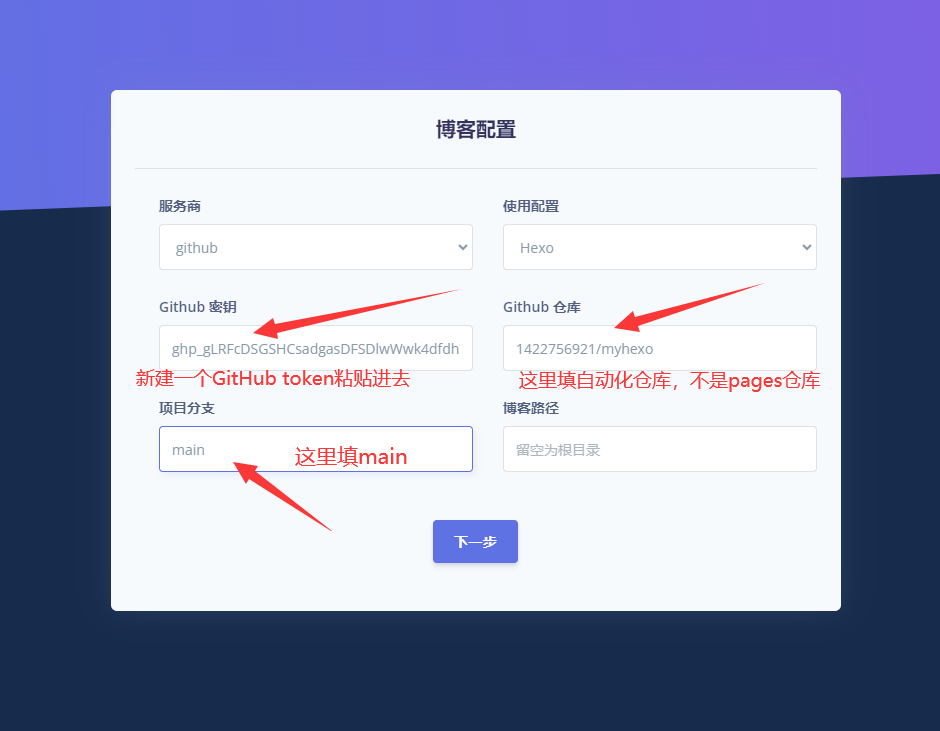 博客配置
服务商
使用配置
github
Hexo
Github 密钥
Github 仓库
ghp_gLRFcDSGSHCsadgasDFSDlwWwk4dfdh
1422756921/myhexo
新建一个GitHub token粘贴进去
这里填自动化仓库，不是pages仓库
项目分支
博客路径
main
这里填main
留空为根目录
下一步